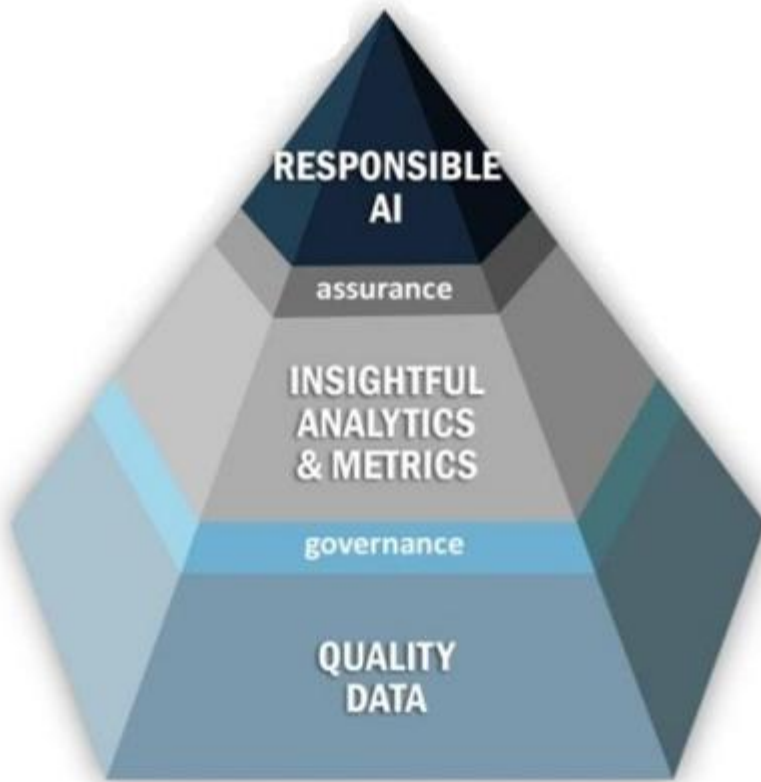 RESPONSIBLE
AI
assurance
INSIGHTFUL
ANALYTICS
& METRICS
governance
QUALITY
DATA